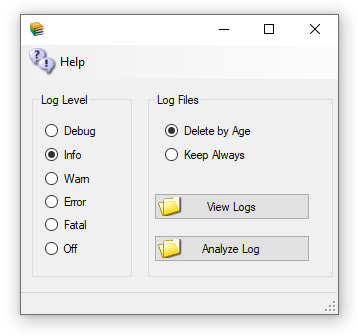 Help
Log Level
Debug
Info
Warn
Error
Fatal
Off
Log Files
Delete by Age
Keep Always
View Logs
Analyze Log